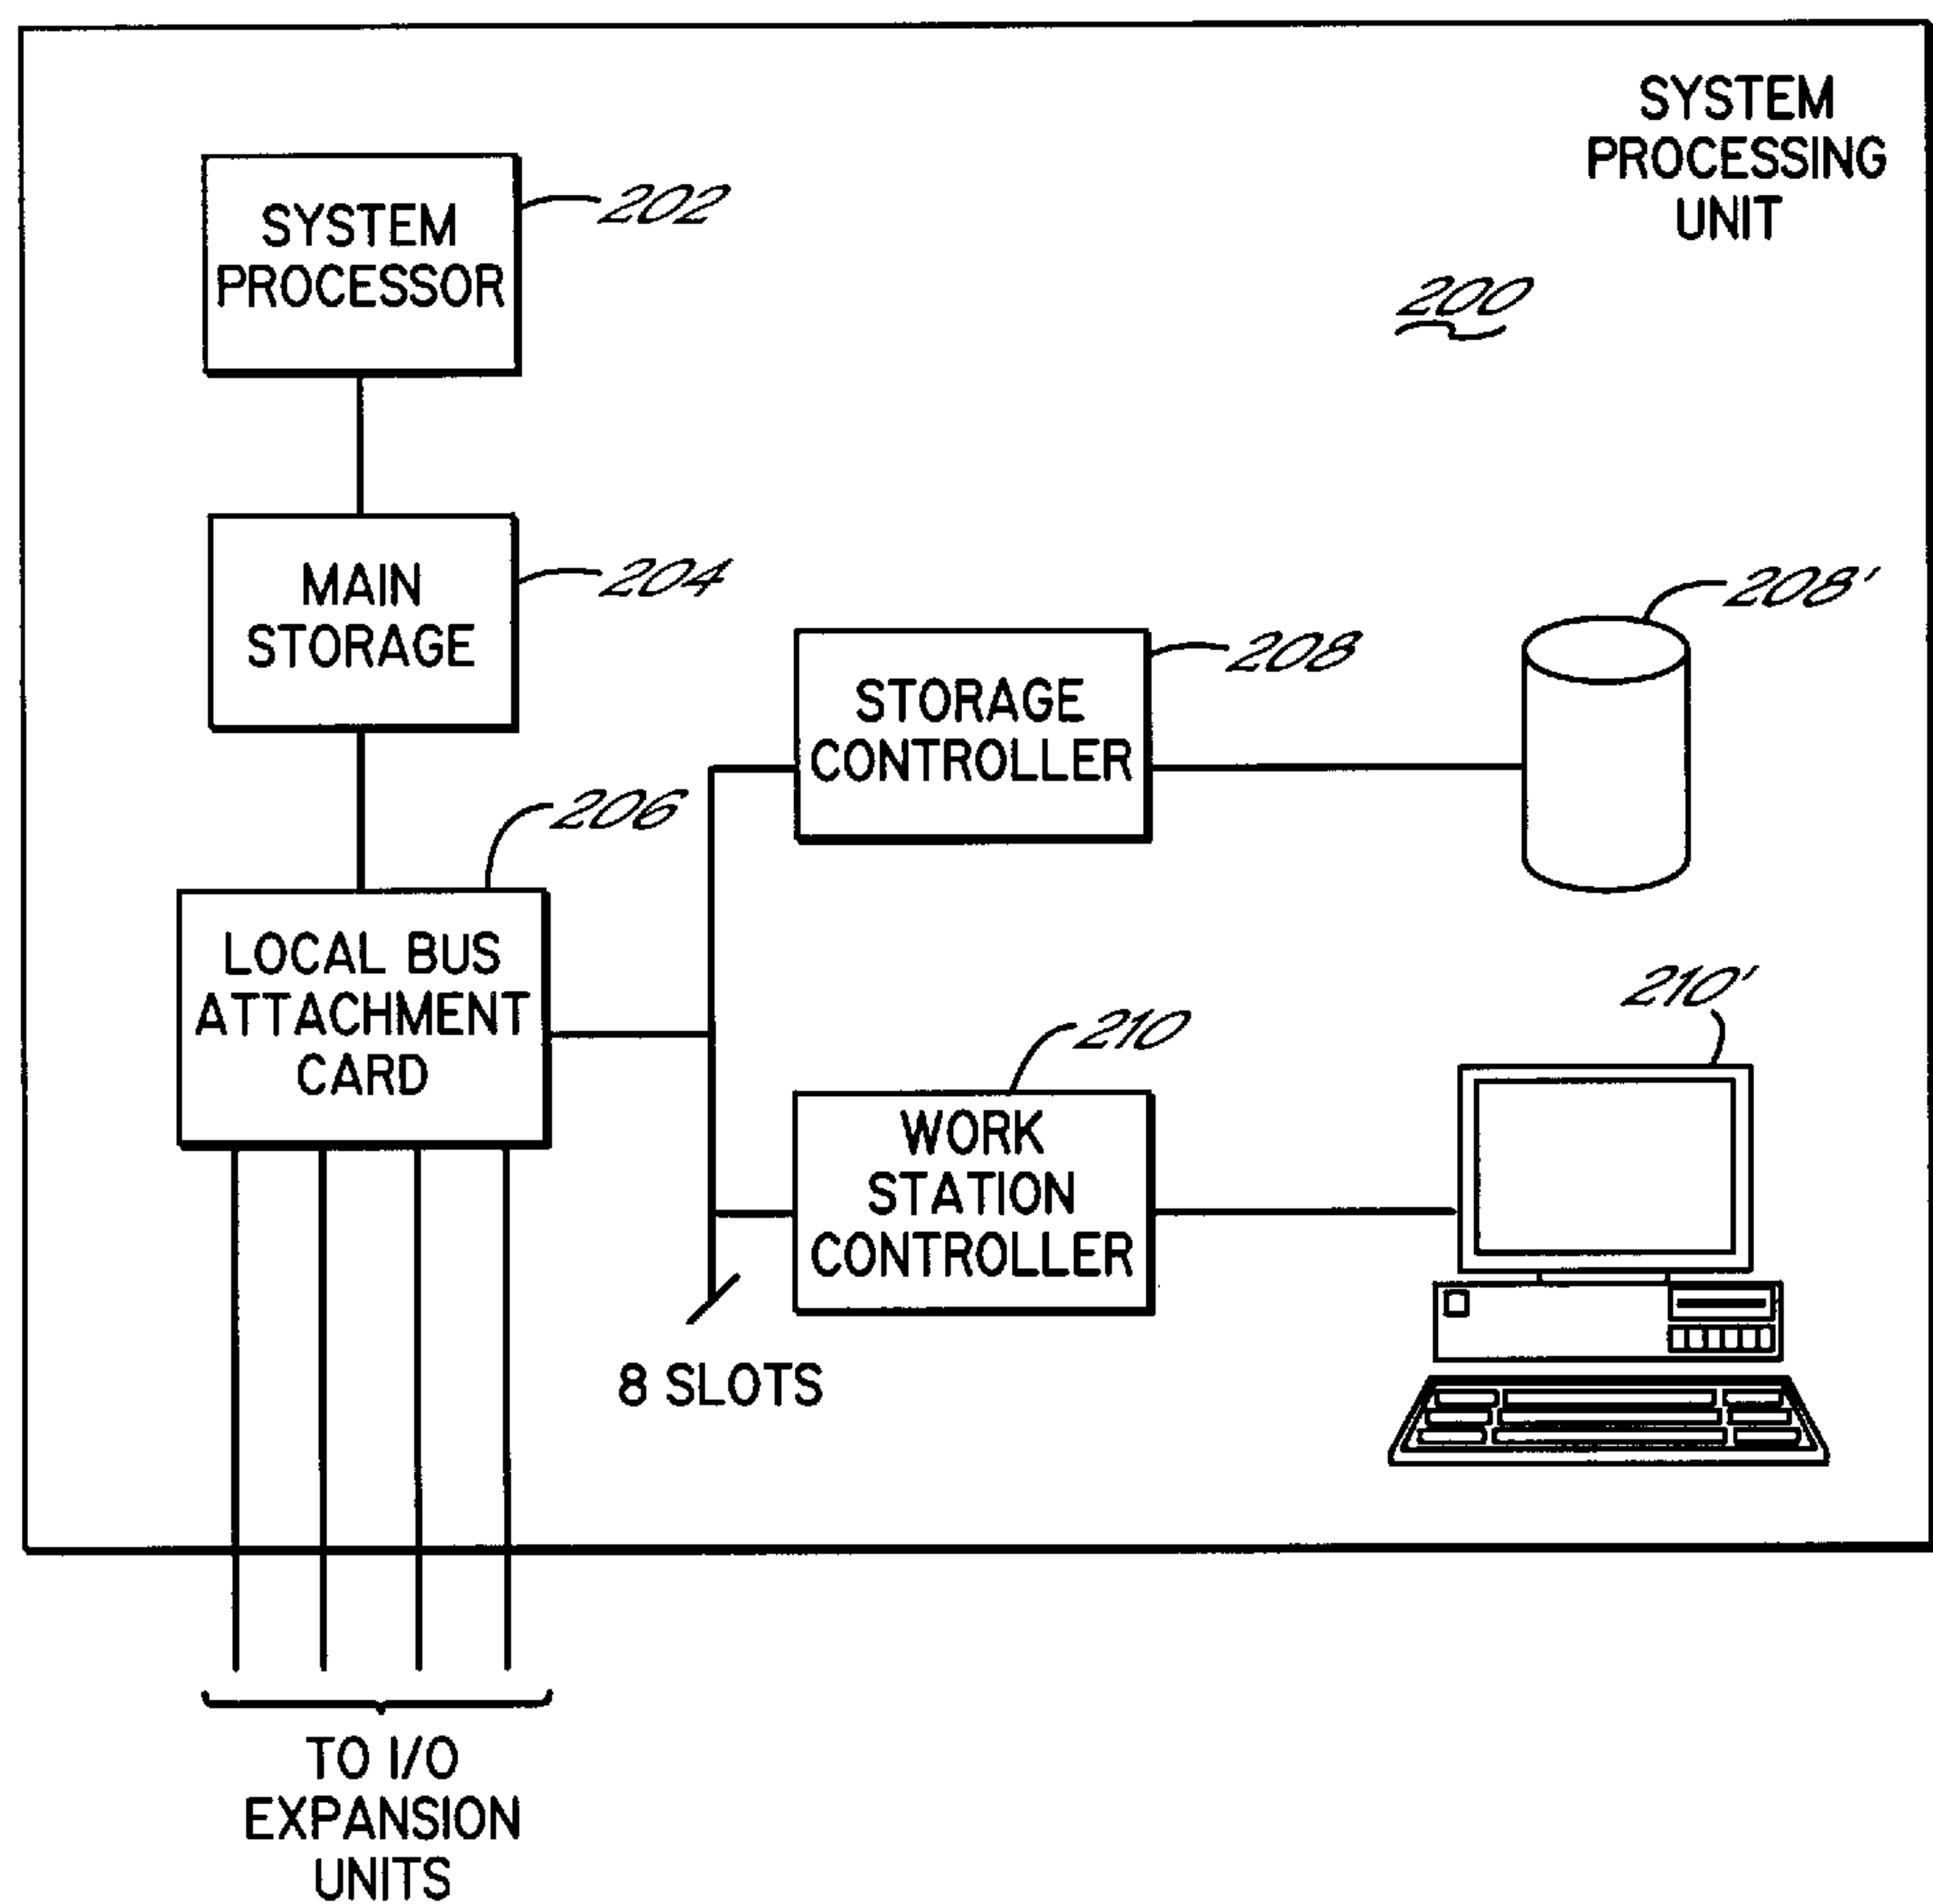 SYSTEM
PROCESSING
UNIT
200
SYSTEM
PROCESSOR
202
MAIN
STORAGE
204
STORAGE
CONTROLLER
208
208'
LOCAL BUS
ATTACHMENT
CARD
206
WORK
STATION
CONTROLLER
210
210'
8 SLOTS
TO I/O
EXPANSION
UNITS